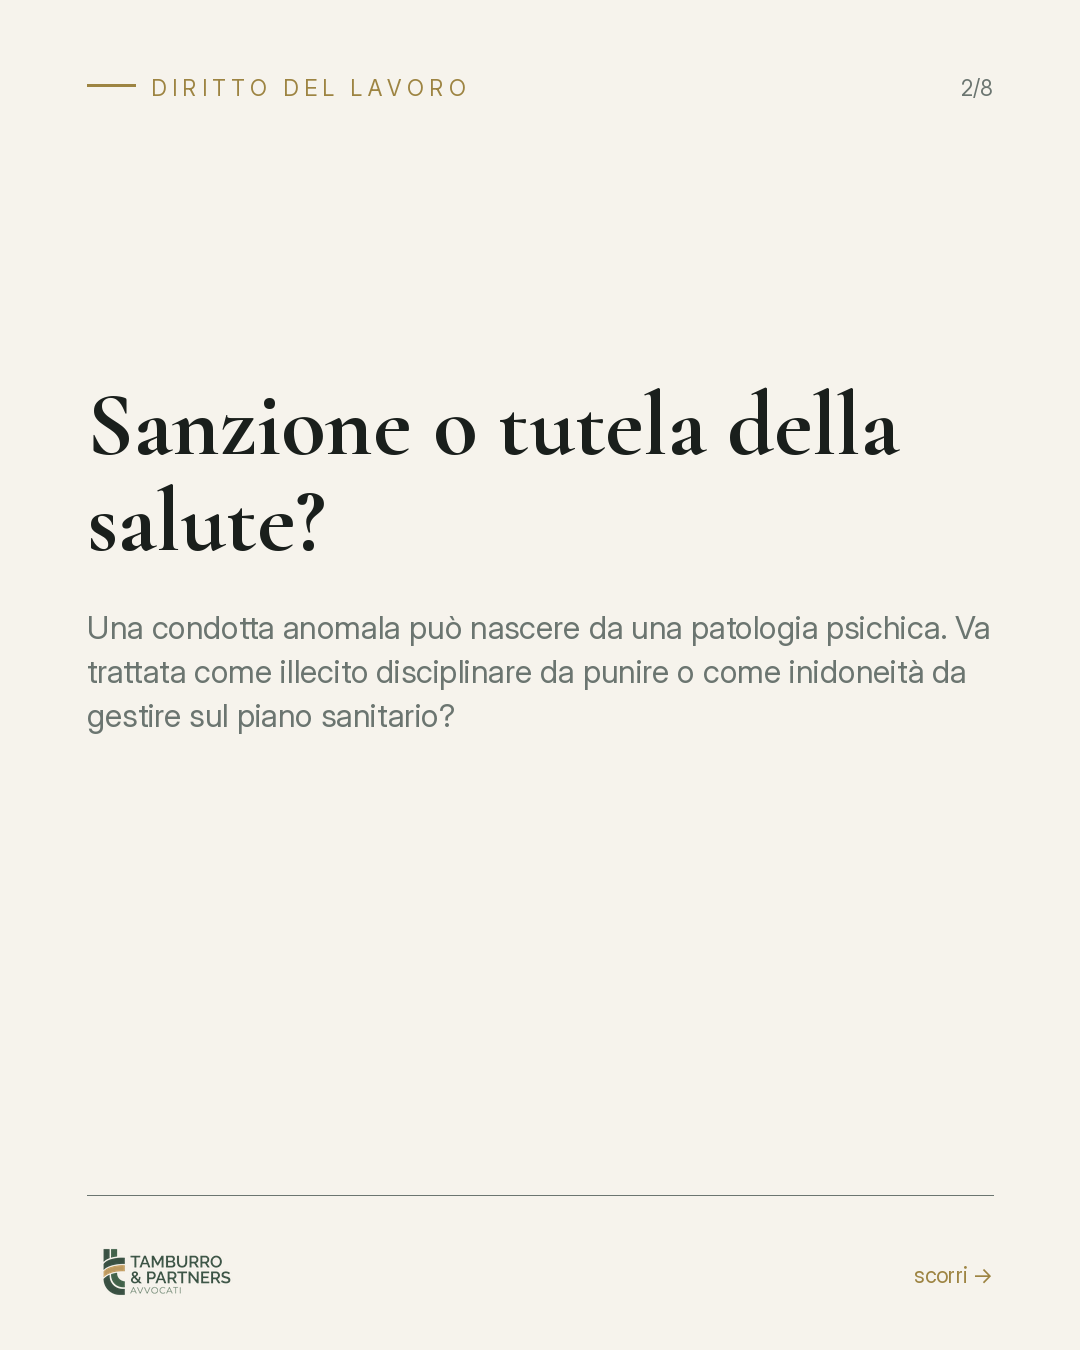 DIRITTO DEL LAVORO
2/8
Sanzione o tutela della
salute?
Una condotta anomala può nascere da una patologia psichica. Va
trattata come illecito disciplinare da punire o come inidoneità da
gestire sul piano sanitario?
TAMBURRO
& PARTNERS
AVVOCATI
scorri →